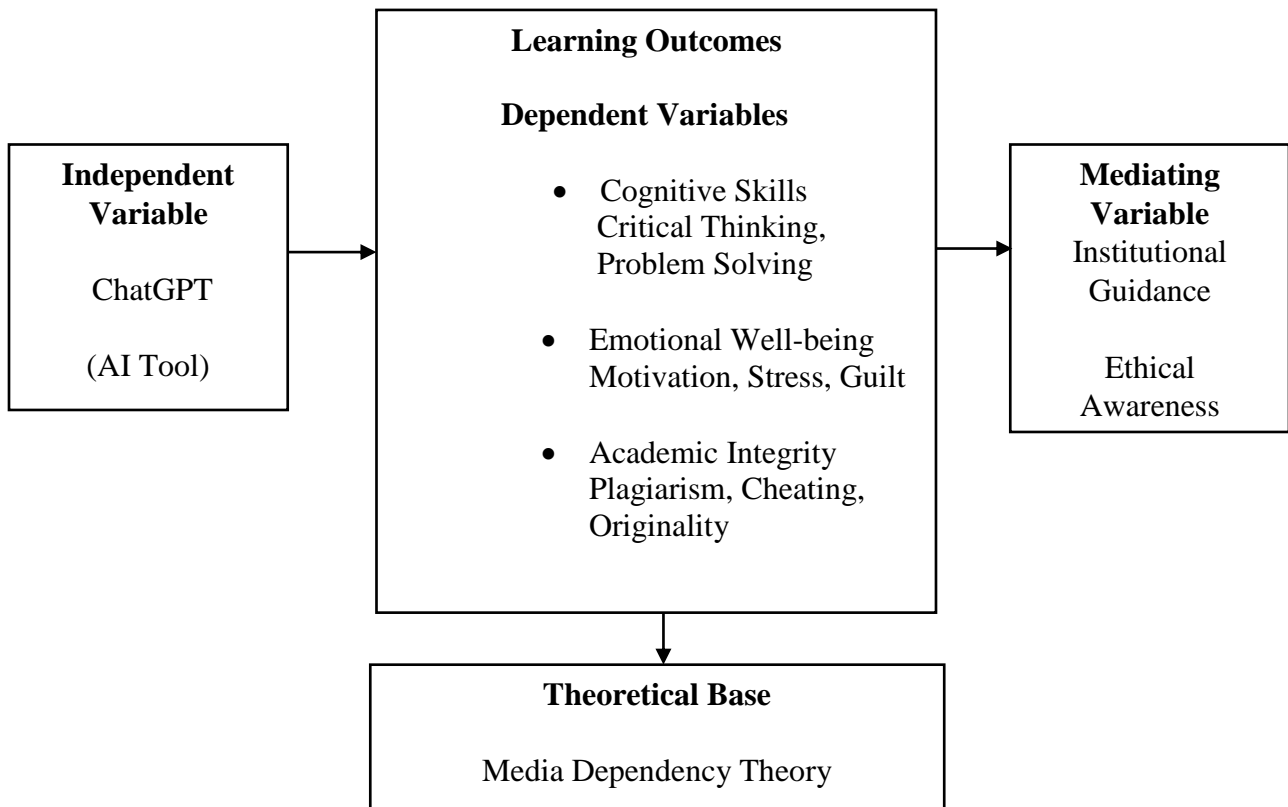 Learning Outcomes
Dependent Variables
• Cognitive Skills
Critical Thinking,
Problem Solving
• Emotional Well-being
Motivation, Stress, Guilt
• Academic Integrity
Plagiarism, Cheating,
Originality
Independent
Variable
ChatGPT
(AI Tool)
Mediating
Variable
Institutional
Guidance
Ethical
Awareness
Theoretical Base
Media Dependency Theory